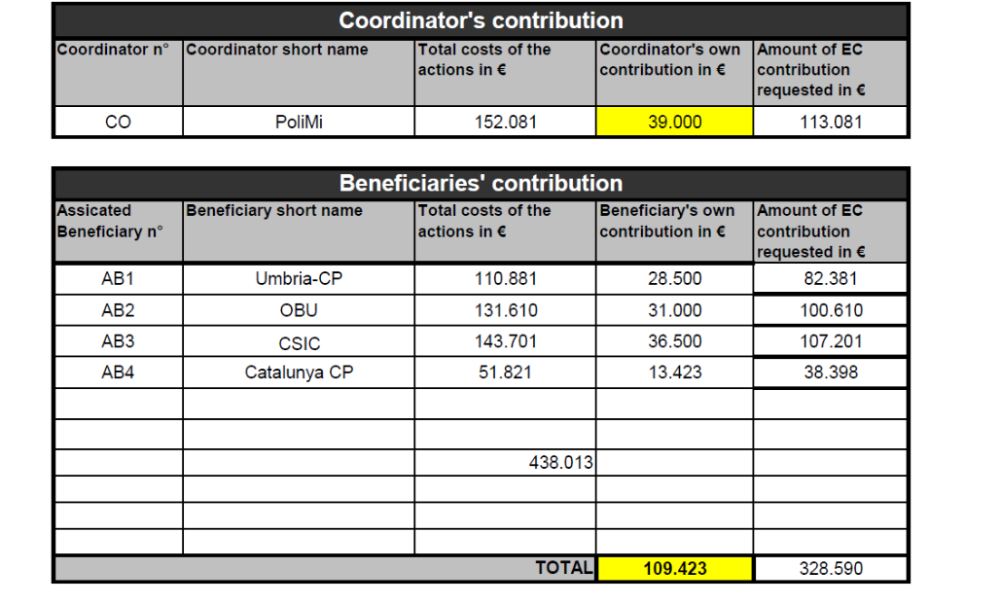 Coordinator's contribution
Coordinator n° Coordinator short name Total costs of the actions in € Coordinator's own contribution in € Amount of EC contribution requested in €
CO PoliMi 152.081 39.000 113.081
Beneficiaries' contribution
Assicated Beneficiary n° Beneficiary short name Total costs of the actions in € Beneficiary's own contribution in € Amount of EC contribution requested in €
AB1 Umbria-CP 110.881 28.500 82.381
AB2 OBU 131.610 31.000 100.610
AB3 CSIC 143.701 36.500 107.201
AB4 Catalunya CP 51.821 13.423 38.398
438.013
TOTAL 109.423 328.590